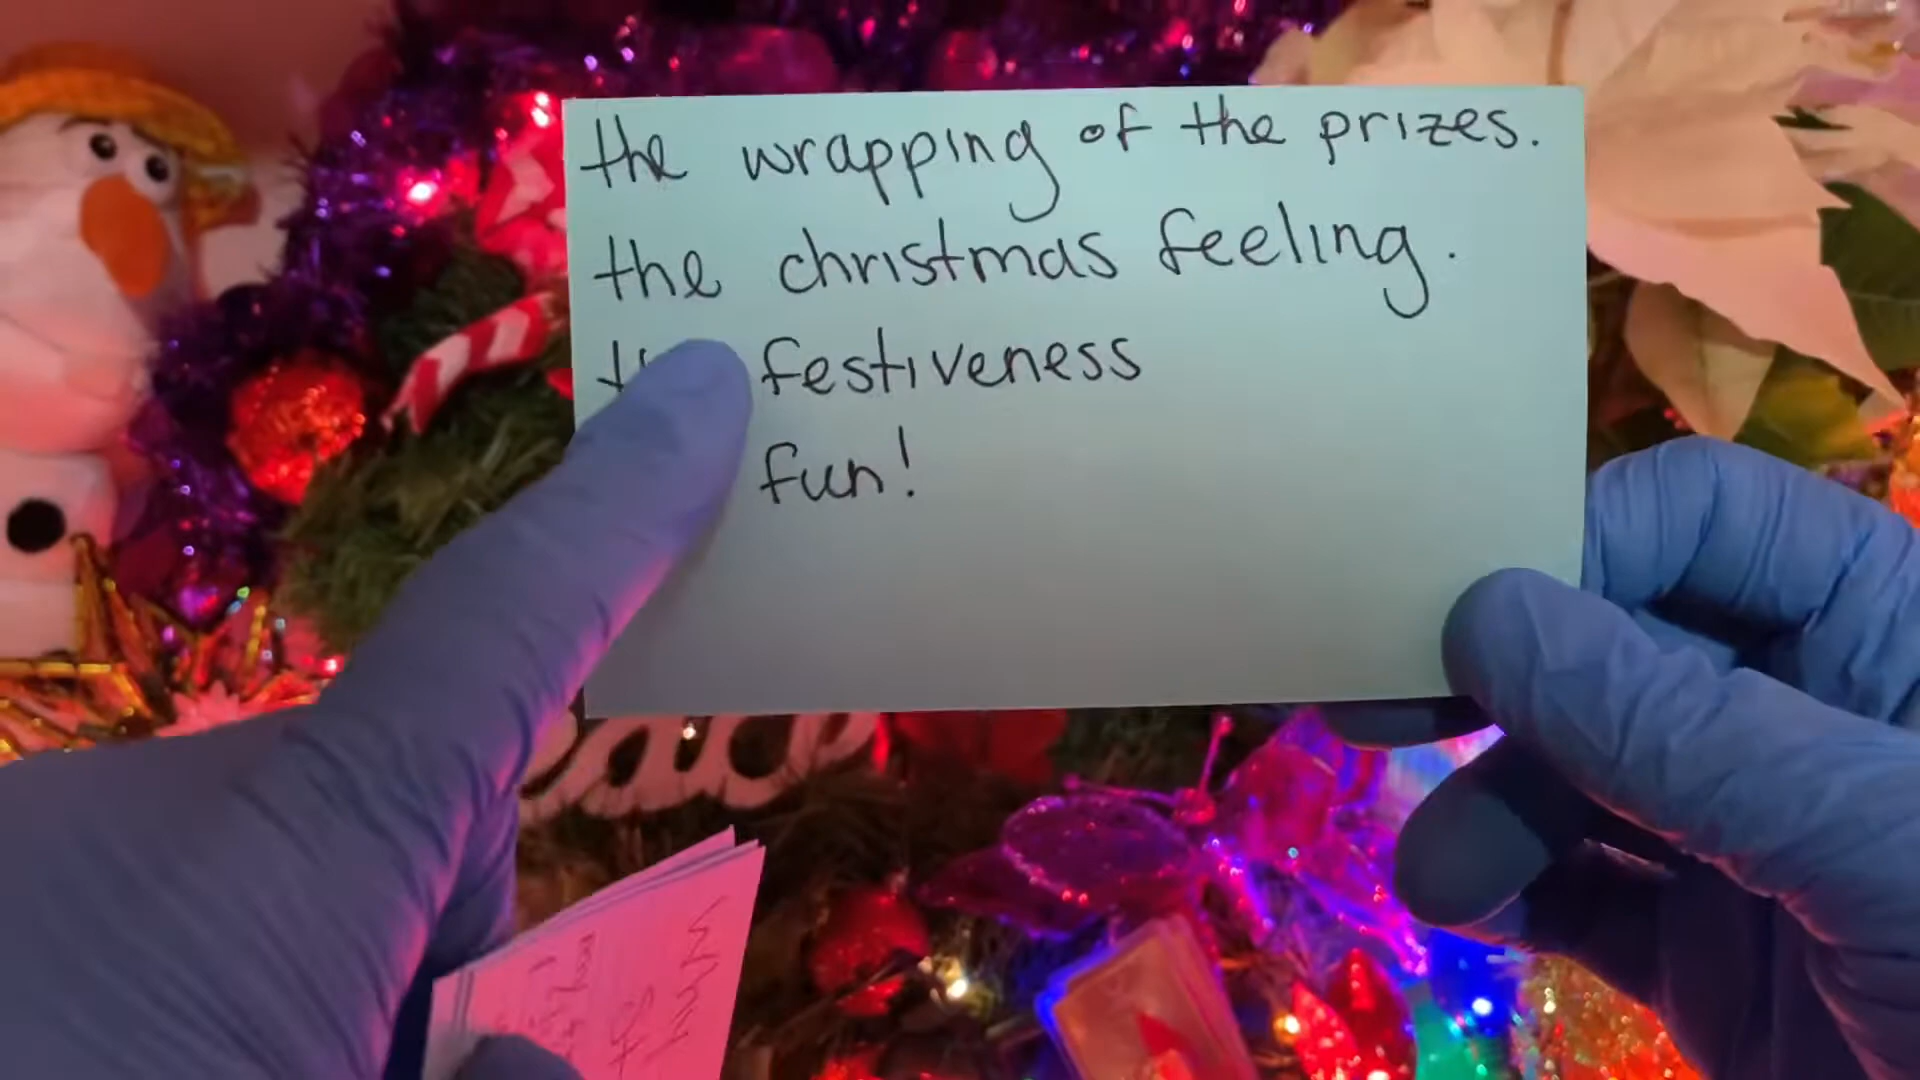 the wrapping of the prizes.
the christmas feeling.
festiveness
fun!